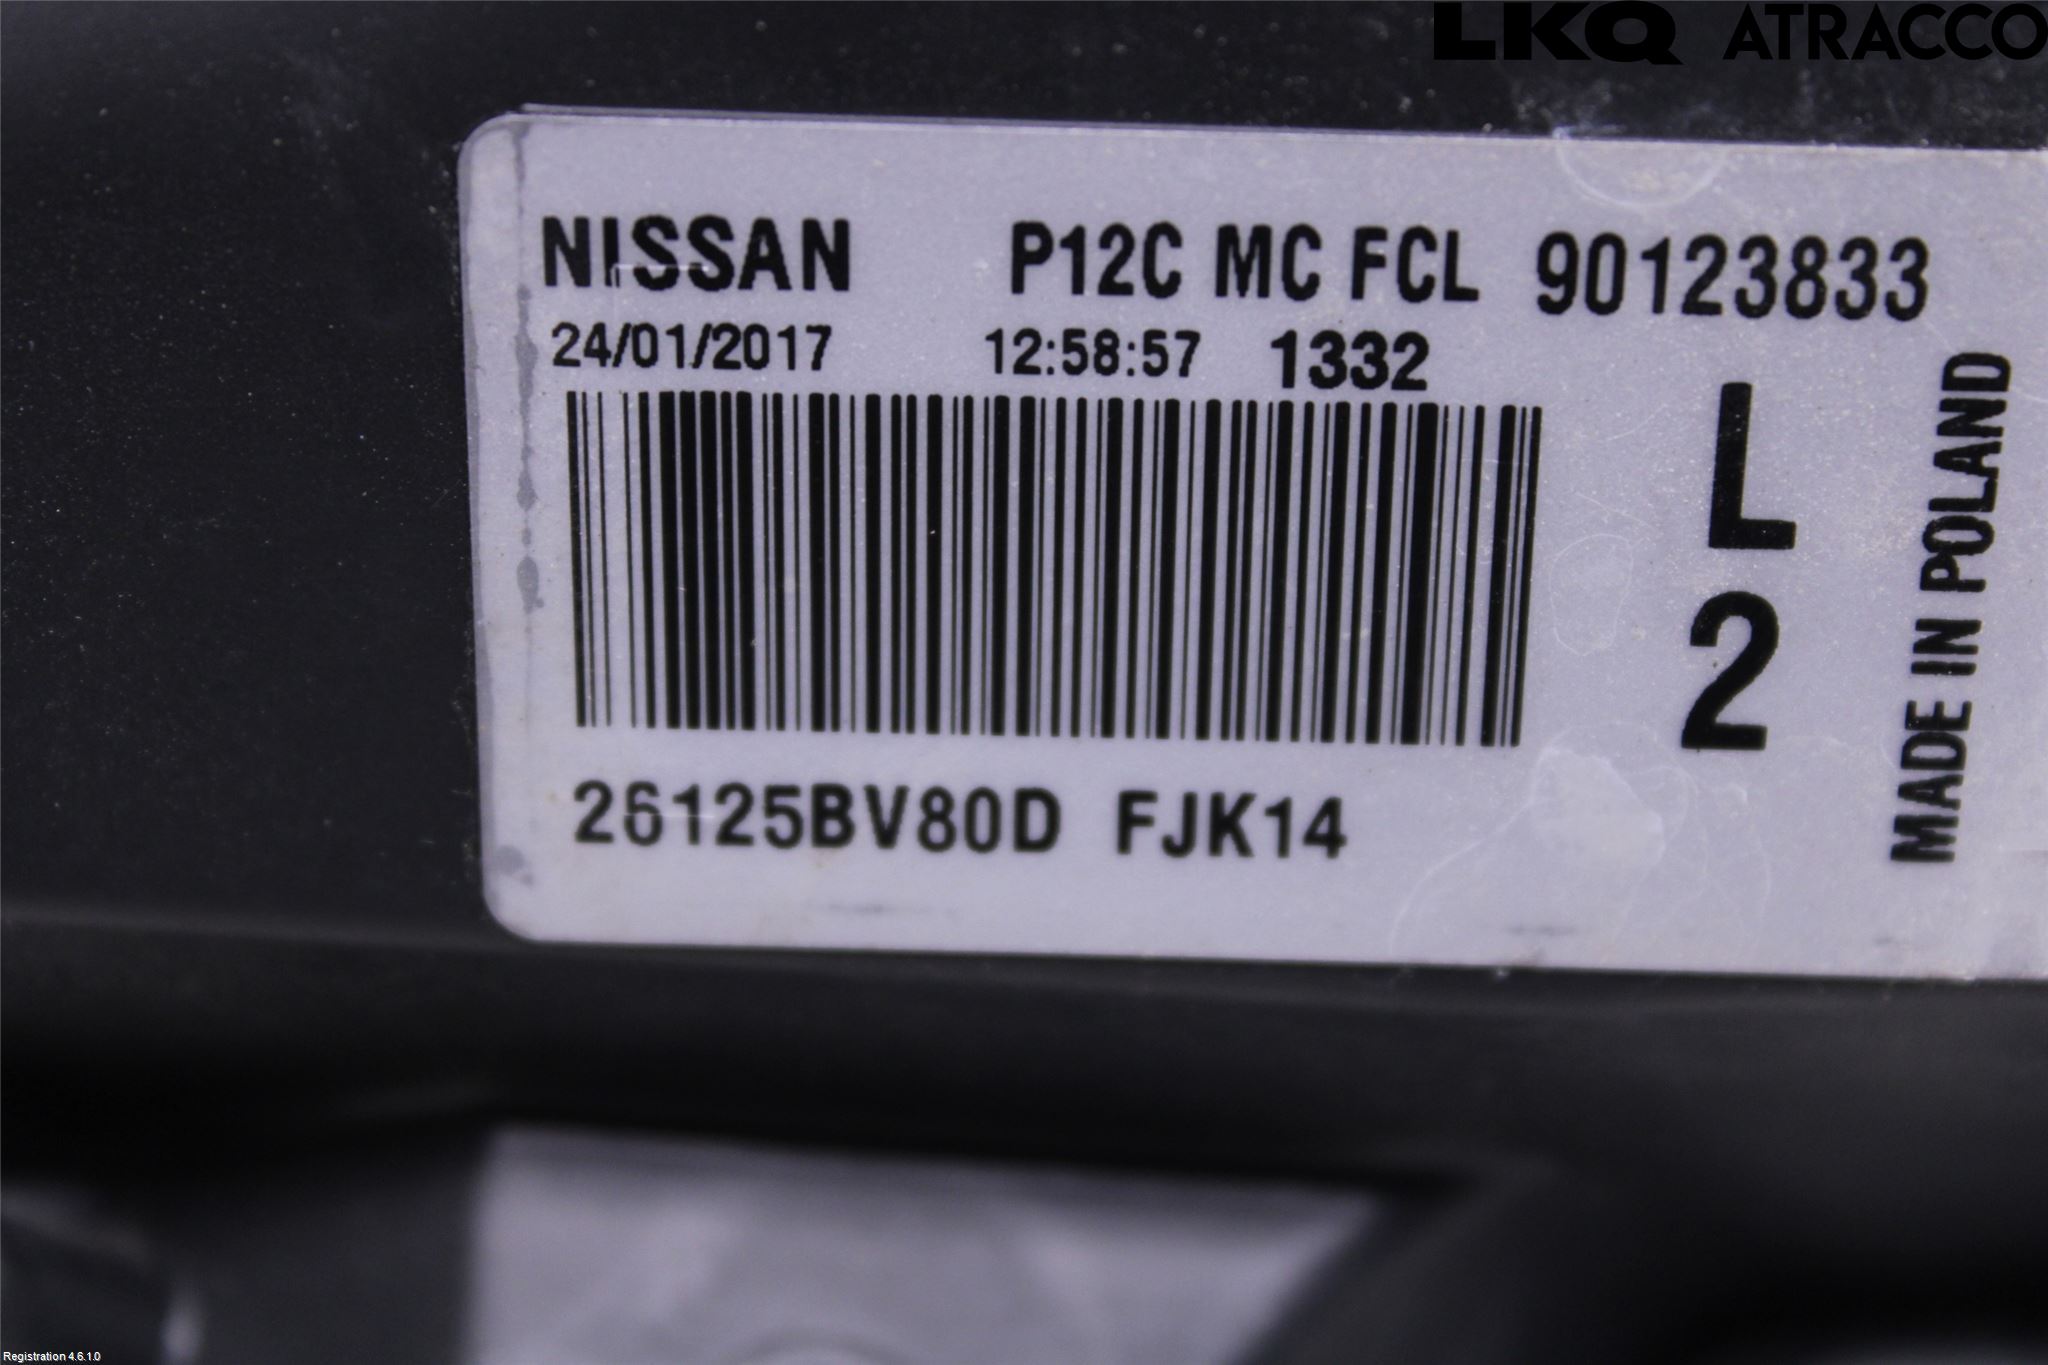 LKQ ATRACCO
NISSAN P12C MC FCL 90123833
24/01/2017 12:58:57 1332
L
2
MADE IN POLAND
26125BV80D FJK14
Registration 4.6.1.0